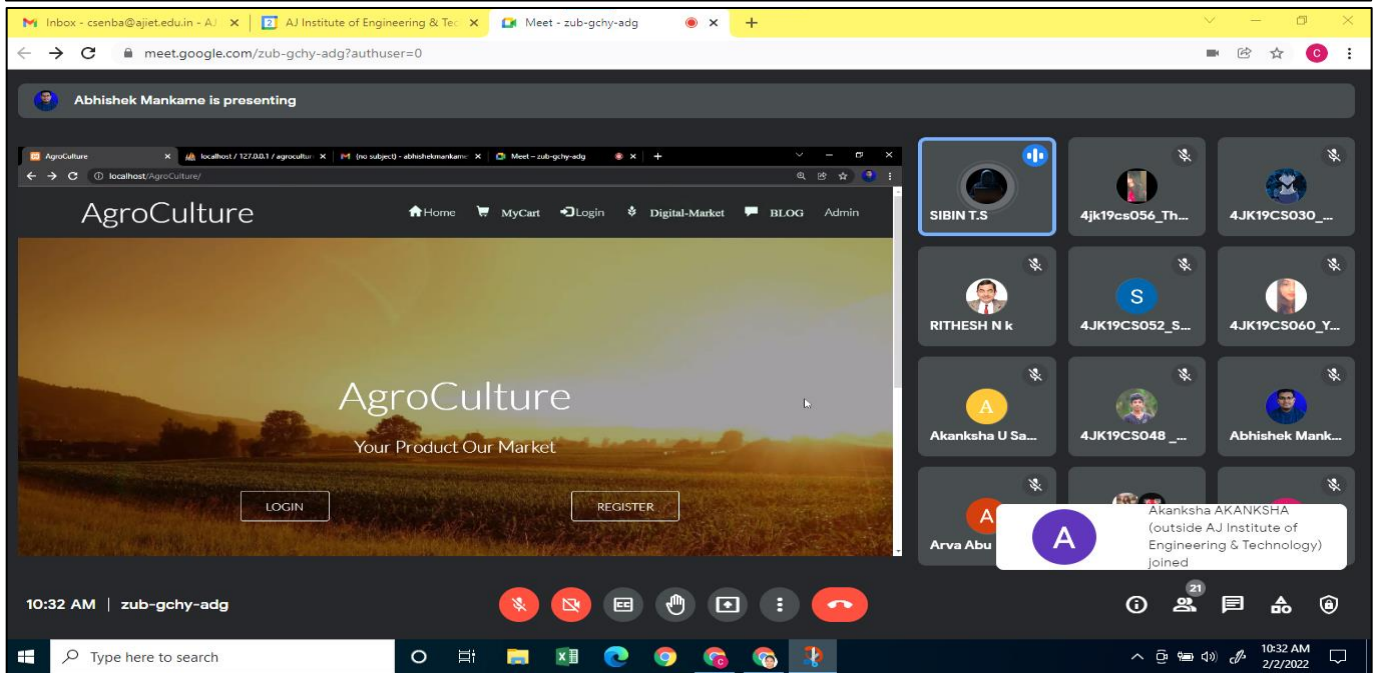 Inbox - csenba@ajiet.edu.in - AJ
AJ Institute of Engineering & Tec
Meet - zub-gchy-adg
meet.google.com/zub-gchy-adg?authuser=0
C
Abhishek Mankame is presenting
AgroCulture
localhost / 127.0.0.1 / agrocultur
(no subject) - abhishekmankame
Meet – zub-gchy-adg
localhost/AgroCulture/
AgroCulture
Home
MyCart
Login
Digital-Market
BLOG
Admin
AgroCulture
Your Product Our Market
LOGIN
REGISTER
SIBIN T.S
4jk19cs056_Th...
4JK19CS030_...
RITHESH N k
S
4JK19CS052_S...
4JK19CS060_Y...
A
Akanksha U Sa...
4JK19CS048 _...
Abhishek Mank...
A
Arva Abu
A
Akanksha AKANKSHA
(outside AJ Institute of
Engineering & Technology)
joined
10:32 AM | zub-gchy-adg
21
Type here to search
10:32 AM
2/2/2022